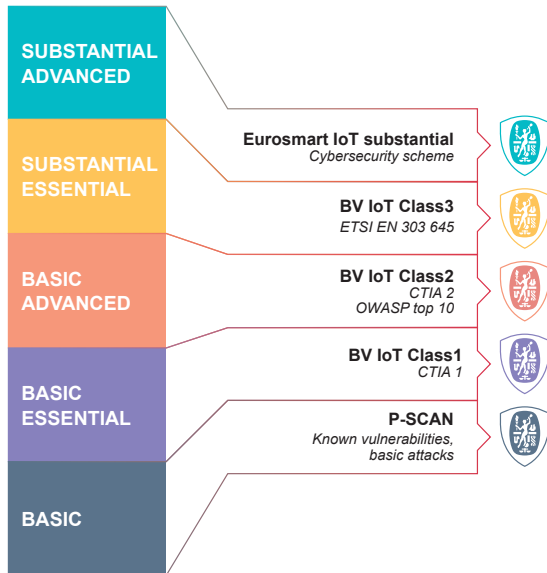 SUBSTANTIAL
ADVANCED
Eurosmart IoT substantial
Cybersecurity scheme
SUBSTANTIAL
ESSENTIAL
BV IoT Class3
ETSI EN 303 645
BASIC
ADVANCED
BV IoT Class2
CTIA 2
OWASP top 10
BASIC
ESSENTIAL
BV IoT Class1
CTIA 1
BASIC
P-SCAN
Known vulnerabilities,
basic attacks